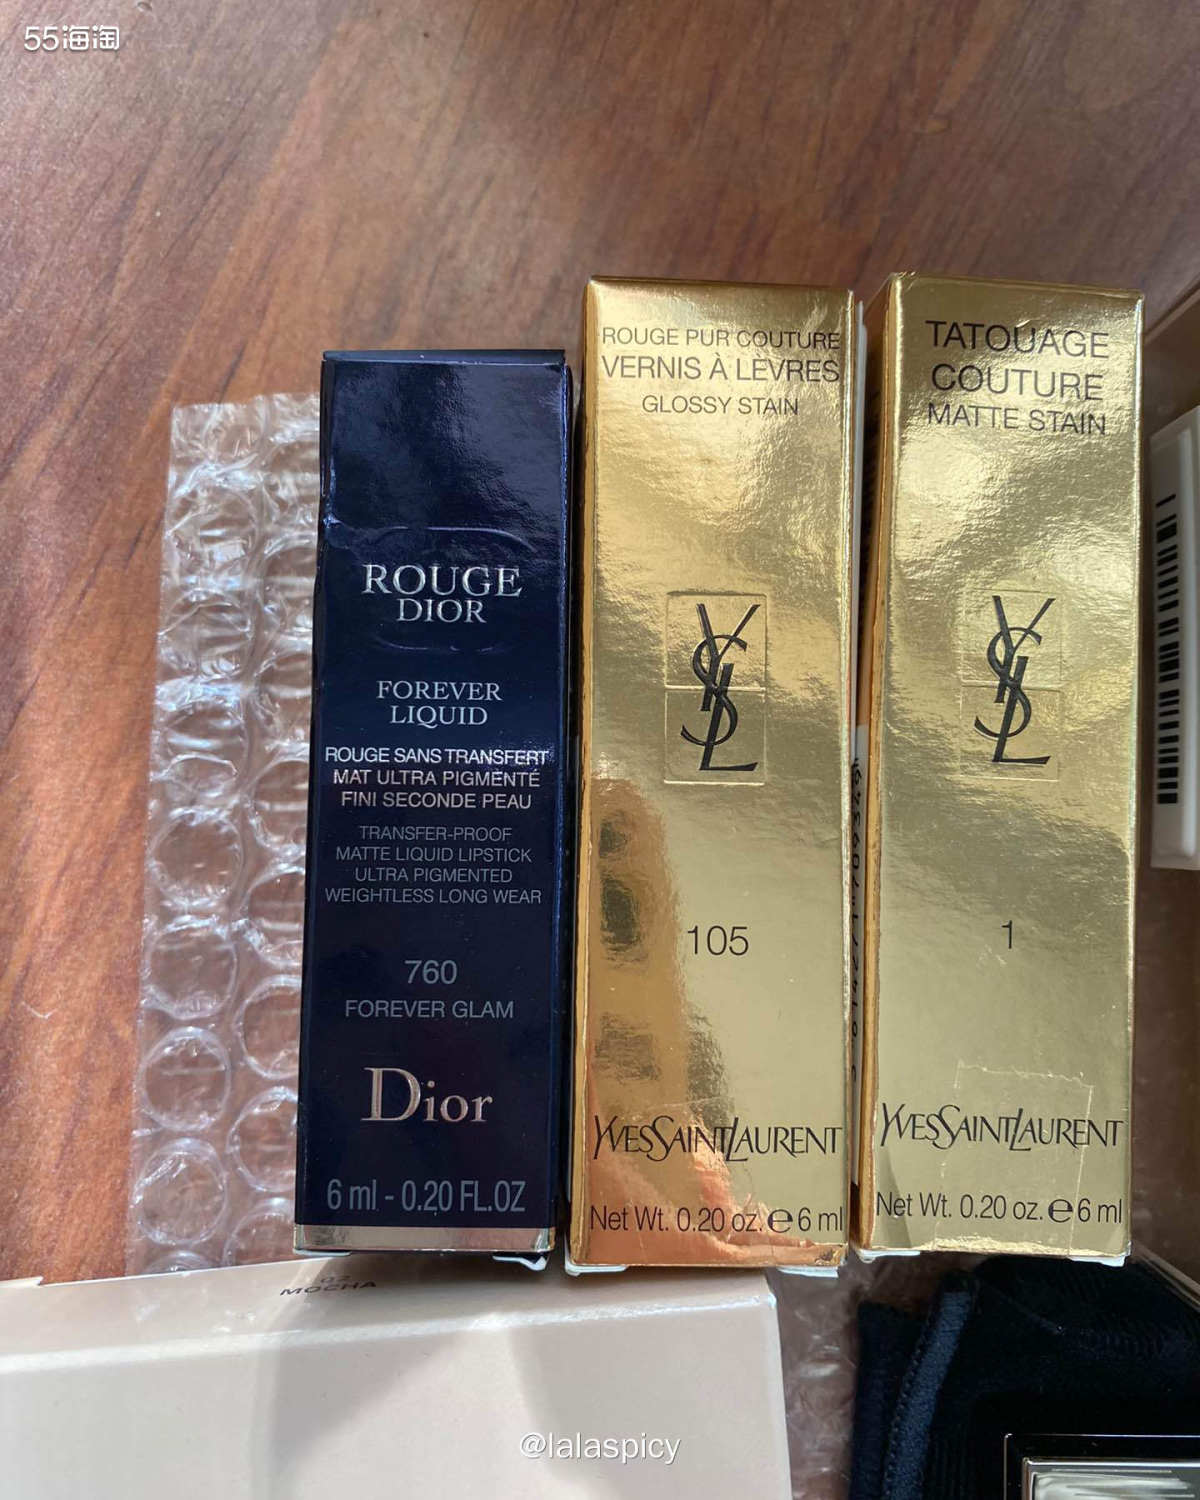 55海淘
ROUGE
DIOR
FOREVER
LIQUID
ROUGE SANS TRANSFERT
MAT ULTRA PIGMENTÉ
FINI SECONDE PEAU
TRANSFER-PROOF
MATTE LIQUID LIPSTICK
ULTRA PIGMENTED
WEIGHTLESS LONG WEAR
760
FOREVER GLAM
Dior
6 ml - 0.20 FL.OZ
ROUGE PUR COUTURE
VERNIS À LÈVRES
GLOSSY STAIN
YSL
105
YVESSAINTLAURENT
Net Wt. 0.20 oz. e 6 ml
TATOUAGE
COUTURE
MATTE STAIN
YSL
1
YVESSAINTLAURENT
Net Wt. 0.20 oz. e 6 ml
02
MOCHA
@lalaspicy